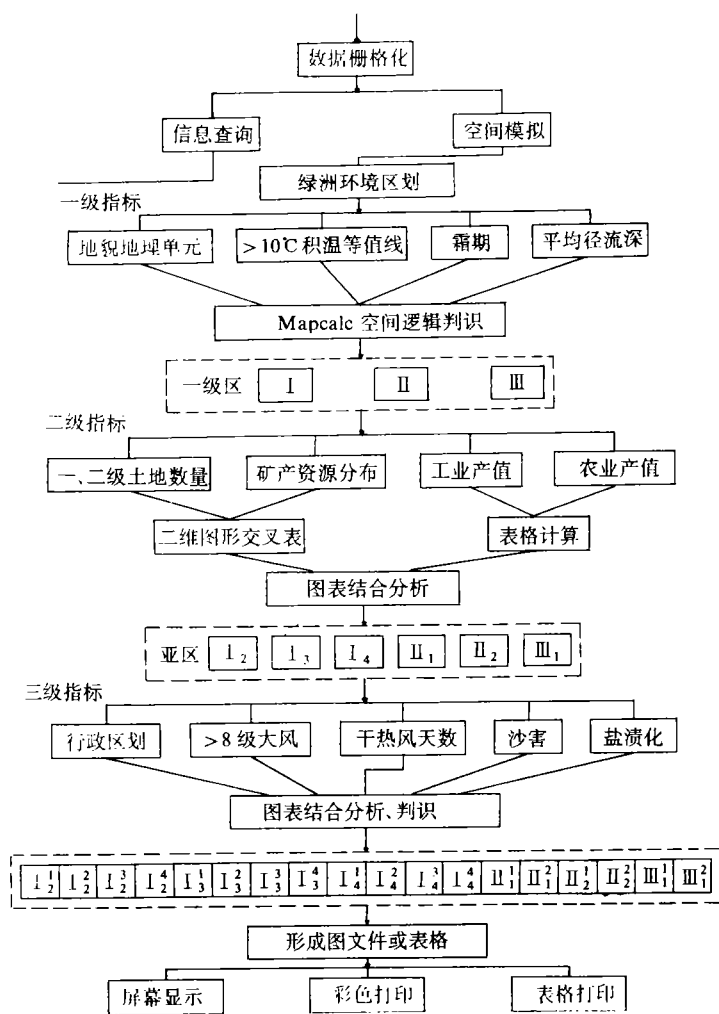 数据栅格化
信息查询 空间模拟
绿洲环境区划
一级指标
地貌地理单元 >10℃积温等值线 霜期 平均径流深
Mapcalc 空间逻辑判识
一级区 Ⅰ Ⅱ Ⅲ
二级指标
一、二级土地数量 矿产资源分布 工业产值 农业产值
二维图形交叉表 表格计算
图表结合分析
亚区 Ⅰ₂ Ⅰ₃ Ⅰ₄ Ⅱ₁ Ⅱ₂ Ⅲ₁
三级指标
行政区划 >8级大风 干热风天数 沙害 盐渍化
图表结合分析、判识
Ⅰ₂¹ Ⅰ₂² Ⅰ₂³ Ⅰ₂⁴ Ⅰ₃¹ Ⅰ₃² Ⅰ₃³ Ⅰ₃⁴ Ⅰ₄¹ Ⅰ₄² Ⅰ₄³ Ⅰ₄⁴ Ⅱ₁¹ Ⅱ₁² Ⅱ₂¹ Ⅱ₂² Ⅲ₁¹ Ⅲ₁²
形成图文件或表格
屏幕显示 彩色打印 表格打印